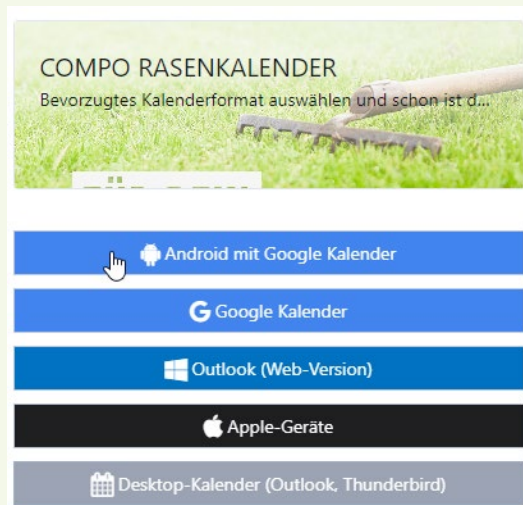 COMPO RASENKALENDER
Bevorzugtes Kalenderformat auswählen und schon ist d...
Android mit Google Kalender
Google Kalender
Outlook (Web-Version)
Apple-Geräte
Desktop-Kalender (Outlook, Thunderbird)